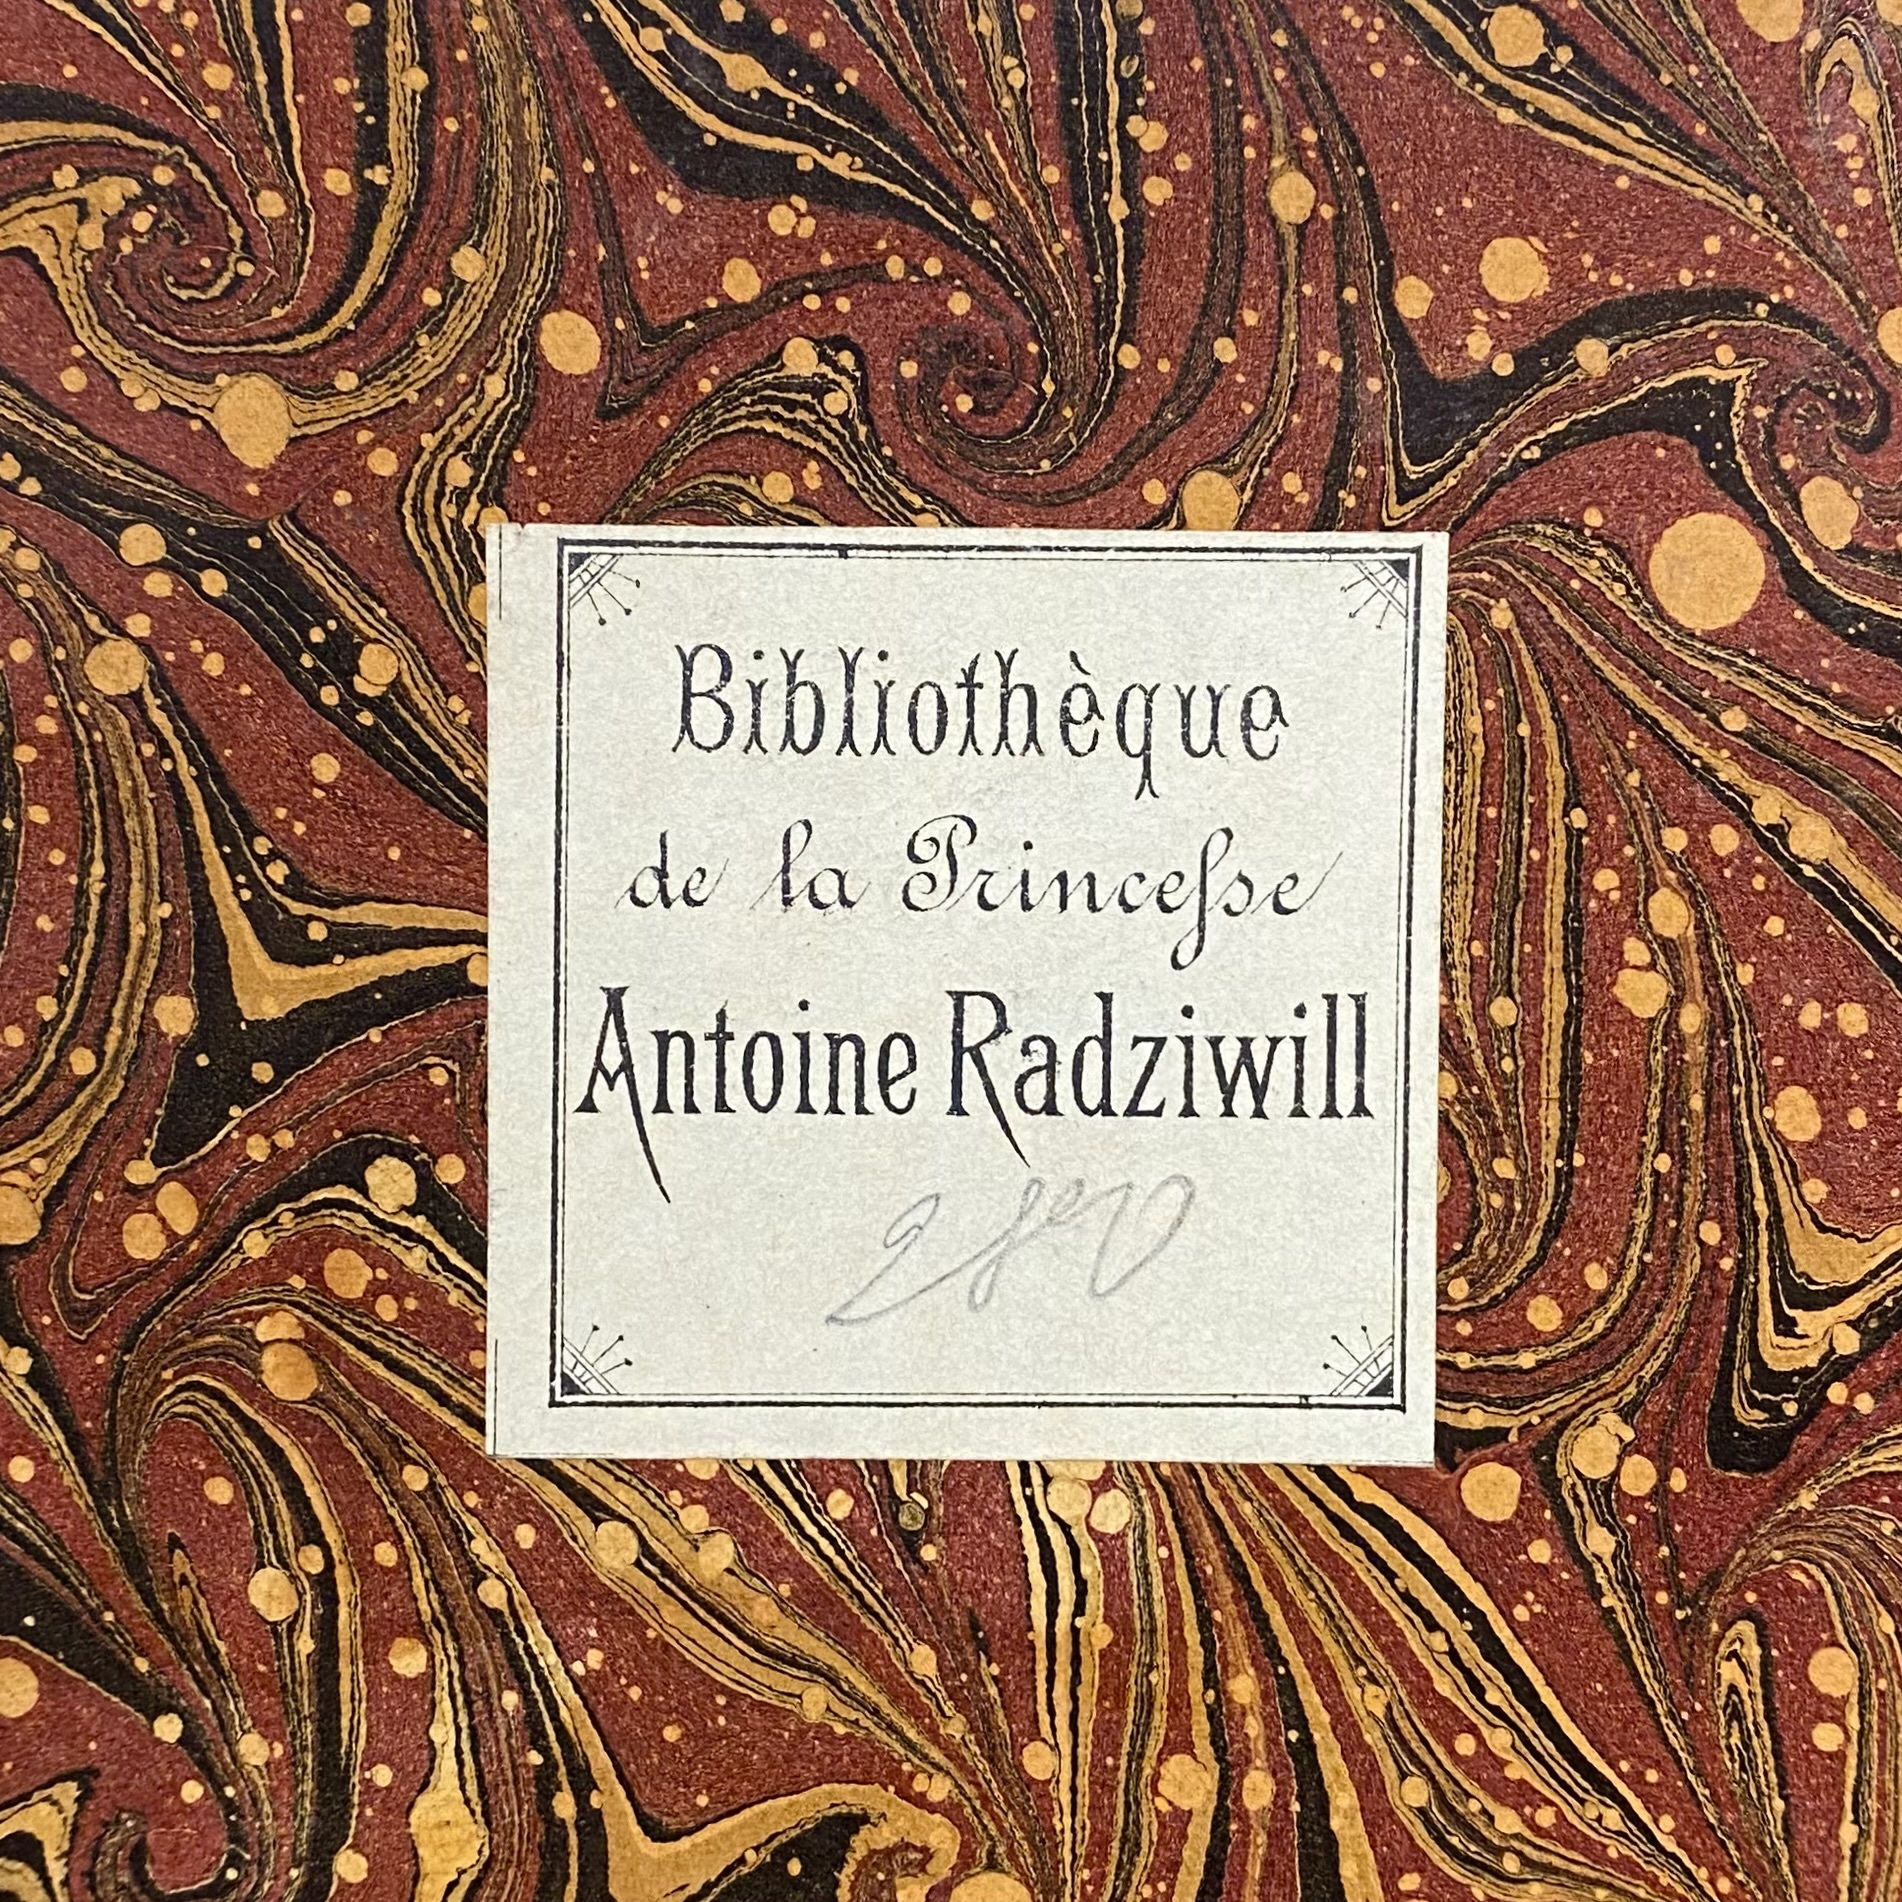 Bibliothèque
de la Princeſse
Antoine Radziwill